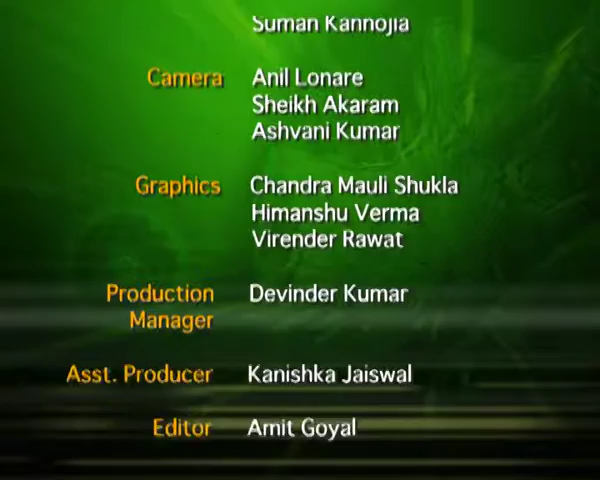 Suman Kannojia
Camera Anil Lonare
Sheikh Akaram
Ashvani Kumar
Graphics Chandra Mauli Shukla
Himanshu Verma
Virender Rawat
Production Devinder Kumar
Manager
Asst. Producer Kanishka Jaiswal
Editor Amit Goyal